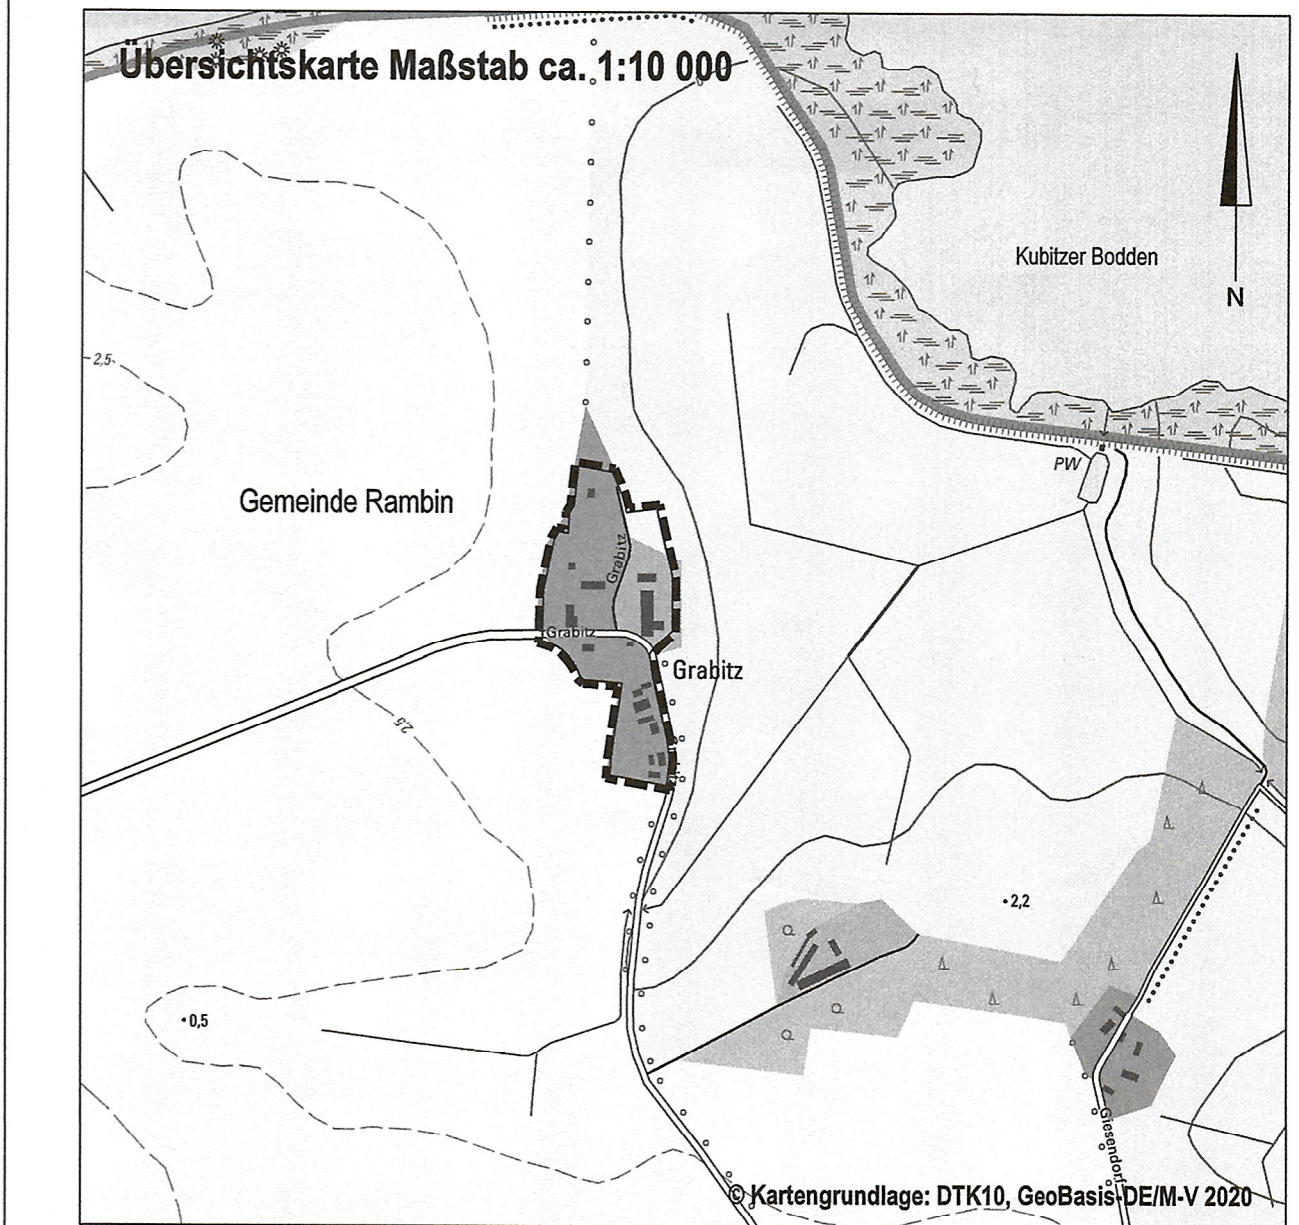 Übersichtskarte Maßstab ca. 1:10 000
Kubitzer Bodden
N
2,5
PW
Gemeinde Rambin
Grabitz
Grabitz
Grabitz
2,5
2,2
0,5
Giesendorf
© Kartengrundlage: DTK10, GeoBasis-DE/M-V 2020